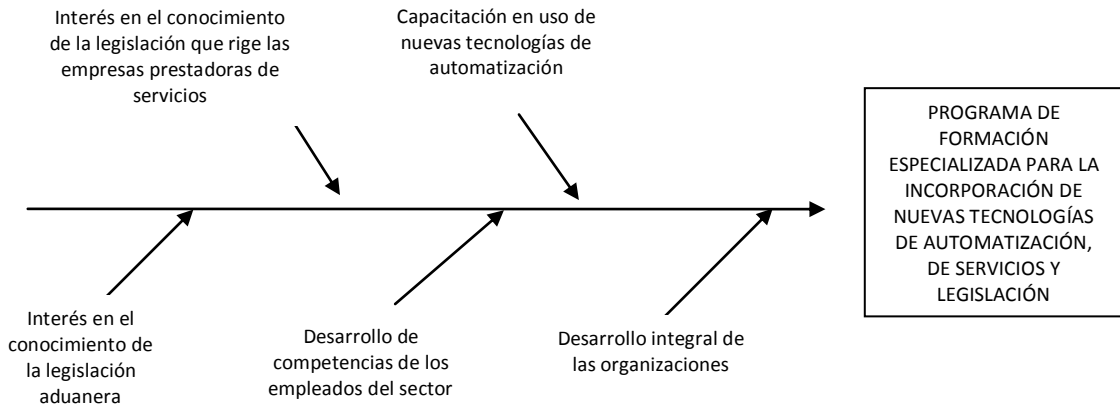 Interés en el conocimiento
de la legislación que rige las
empresas prestadoras de
servicios
Capacitación en uso de
nuevas tecnologías de
automatización
PROGRAMA DE
FORMACIÓN
ESPECIALIZADA PARA LA
INCORPORACIÓN DE
NUEVAS TECNOLOGÍAS
DE AUTOMATIZACIÓN,
DE SERVICIOS Y
LEGISLACIÓN
Interés en el
conocimiento de
la legislación
aduanera
Desarrollo de
competencias de los
empleados del sector
Desarrollo integral de
las organizaciones